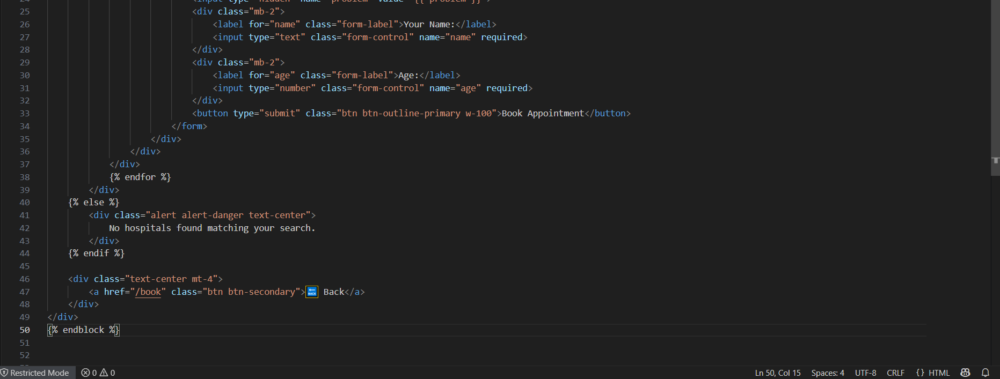 24 <input type="hidden" name="problem" value="{{ problem }}">
25 <div class="mb-2">
26 <label for="name" class="form-label">Your Name:</label>
27 <input type="text" class="form-control" name="name" required>
28 </div>
29 <div class="mb-2">
30 <label for="age" class="form-label">Age:</label>
31 <input type="number" class="form-control" name="age" required>
32 </div>
33 <button type="submit" class="btn btn-outline-primary w-100">Book Appointment</button>
34 </form>
35 </div>
36 </div>
37 </div>
38 {% endfor %}
39 </div>
40 {% else %}
41 <div class="alert alert-danger text-center">
42 No hospitals found matching your search.
43 </div>
44 {% endif %}
45
46 <div class="text-center mt-4">
47 <a href="/book" class="btn btn-secondary">🔙 Back</a>
48 </div>
49 </div>
50 {% endblock %}
51
52
Restricted Mode 0 0 Ln 50, Col 15 Spaces: 4 UTF-8 CRLF {} HTML